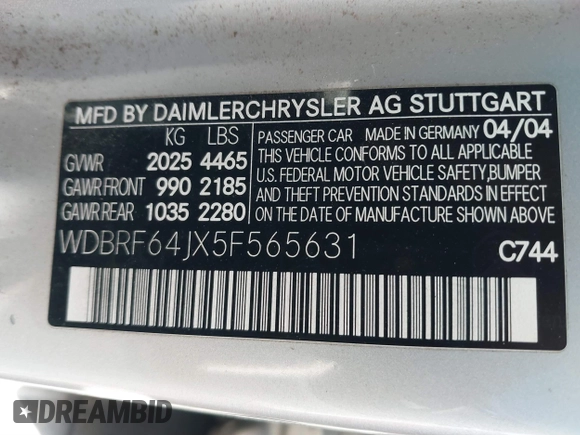 MFD BY DAIMLERCHRYSLER AG STUTTGART
KG LBS
GVWR 2025 4465
GAWR FRONT 990 2185
GAWR REAR 1035 2280
PASSENGER CAR MADE IN GERMANY 04/04
THIS VEHICLE CONFORMS TO ALL APPLICABLE
U.S. FEDERAL MOTOR VEHICLE SAFETY, BUMPER
AND THEFT PREVENTION STANDARDS IN EFFECT
ON THE DATE OF MANUFACTURE SHOWN ABOVE.
WDBRF64JX5F565631
C744
DREAMBID